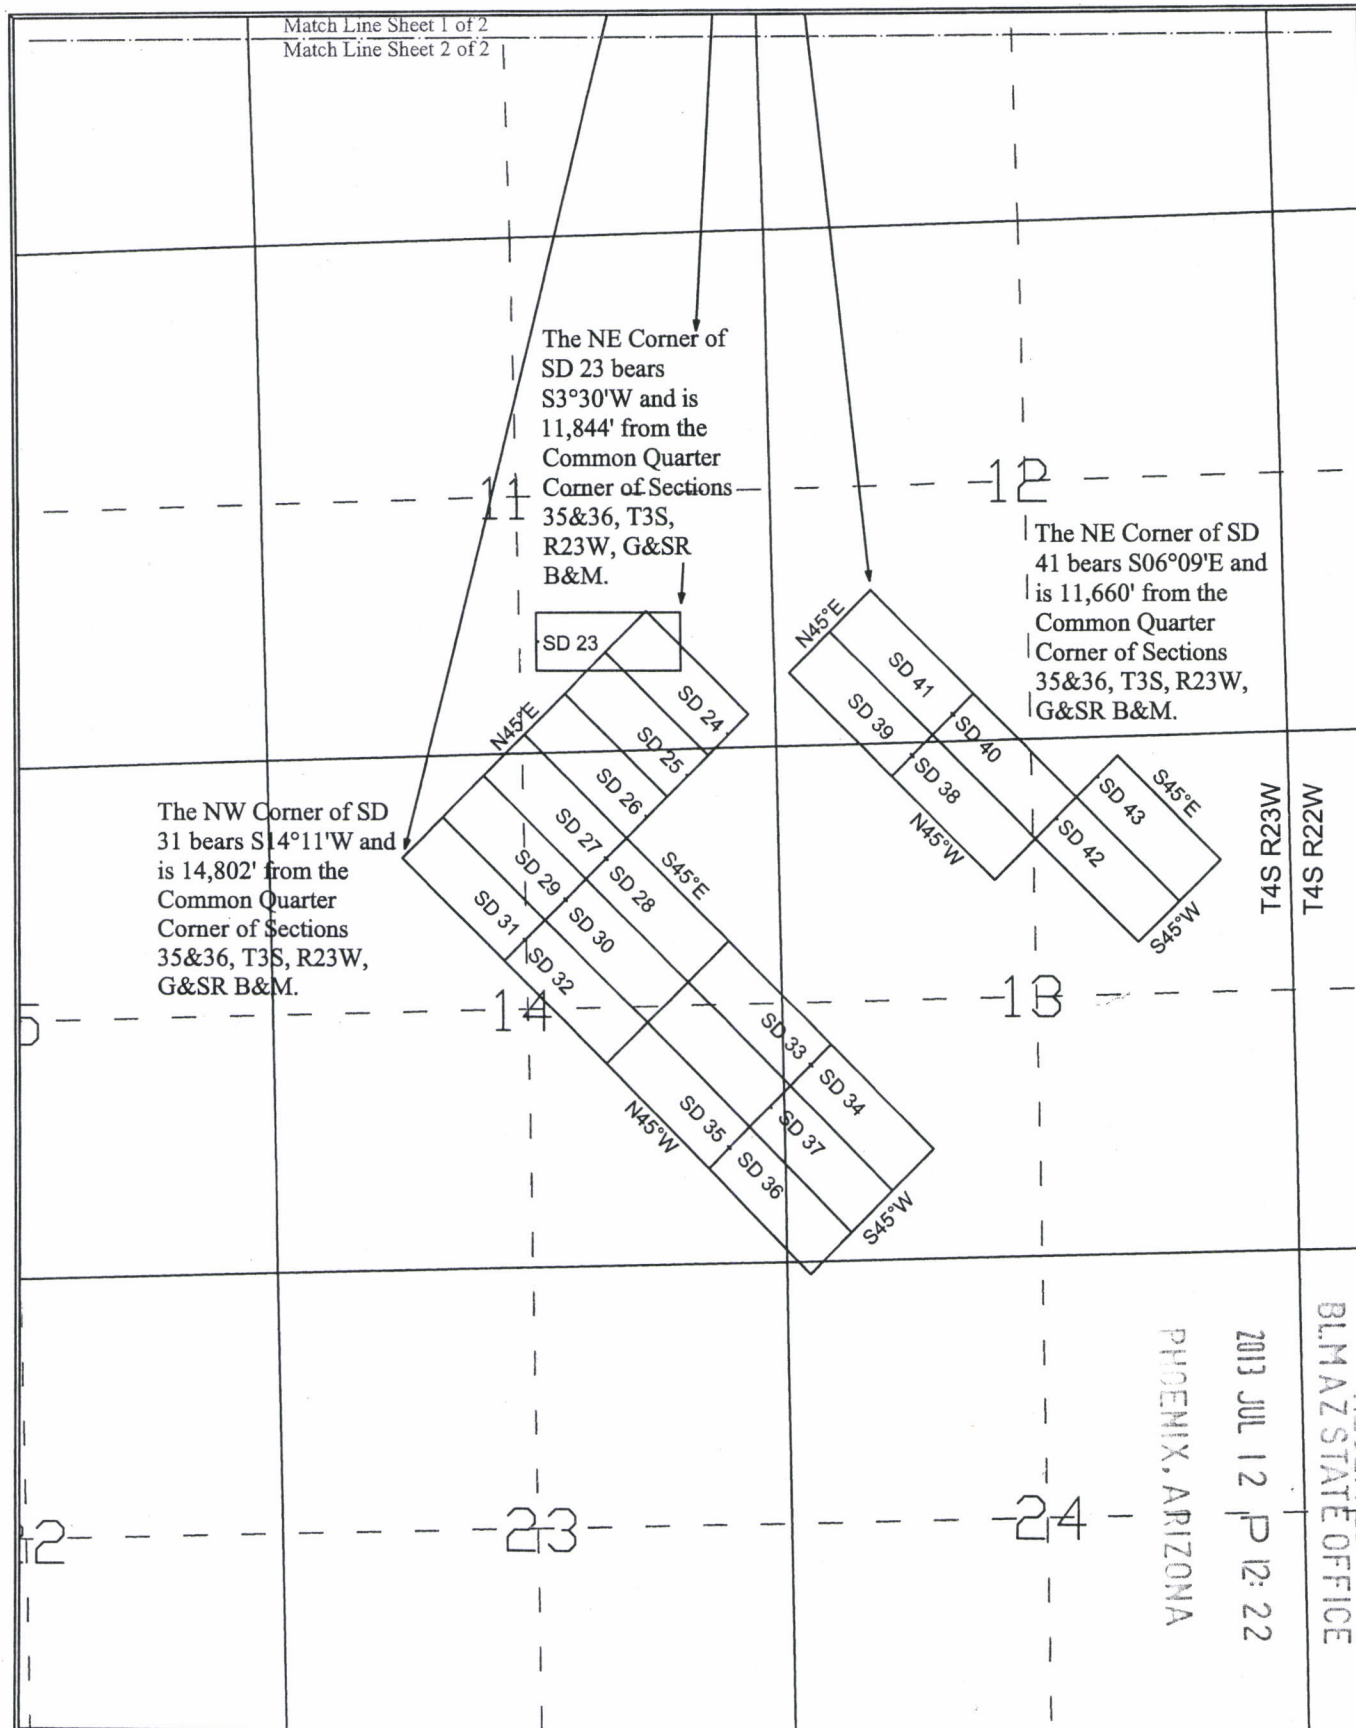 Match Line Sheet 1 of 2
Match Line Sheet 2 of 2
The NE Corner of
SD 23 bears
S3°30'W and is
11,844' from the
Common Quarter
Corner of Sections
35&36, T3S,
R23W, G&SR
B&M.
11
12
The NE Corner of SD
41 bears S06°09'E and
is 11,660' from the
Common Quarter
Corner of Sections
35&36, T3S, R23W,
G&SR B&M.
SD 23
N45°E
SD 41
SD 24
SD 39
SD 40
N45°E
SD 25
SD 26
SD 38
SD 43
S45°E
The NW Corner of SD
31 bears S14°11'W and
is 14,802' from the
Common Quarter
Corner of Sections
35&36, T3S, R23W,
G&SR B&M.
SD 27
N45°W
SD 42
T4S R23W
T4S R22W
SD 29
SD 28
S45°E
SD 31
SD 30
S45°W
SD 32
14
13
SD 33
SD 34
SD 35
N45°W
SD 37
SD 36
S45°W
23
24
BLM AZ STATE OFFICE
2013 JUL 12 P 12:22
PHOENIX, ARIZONA